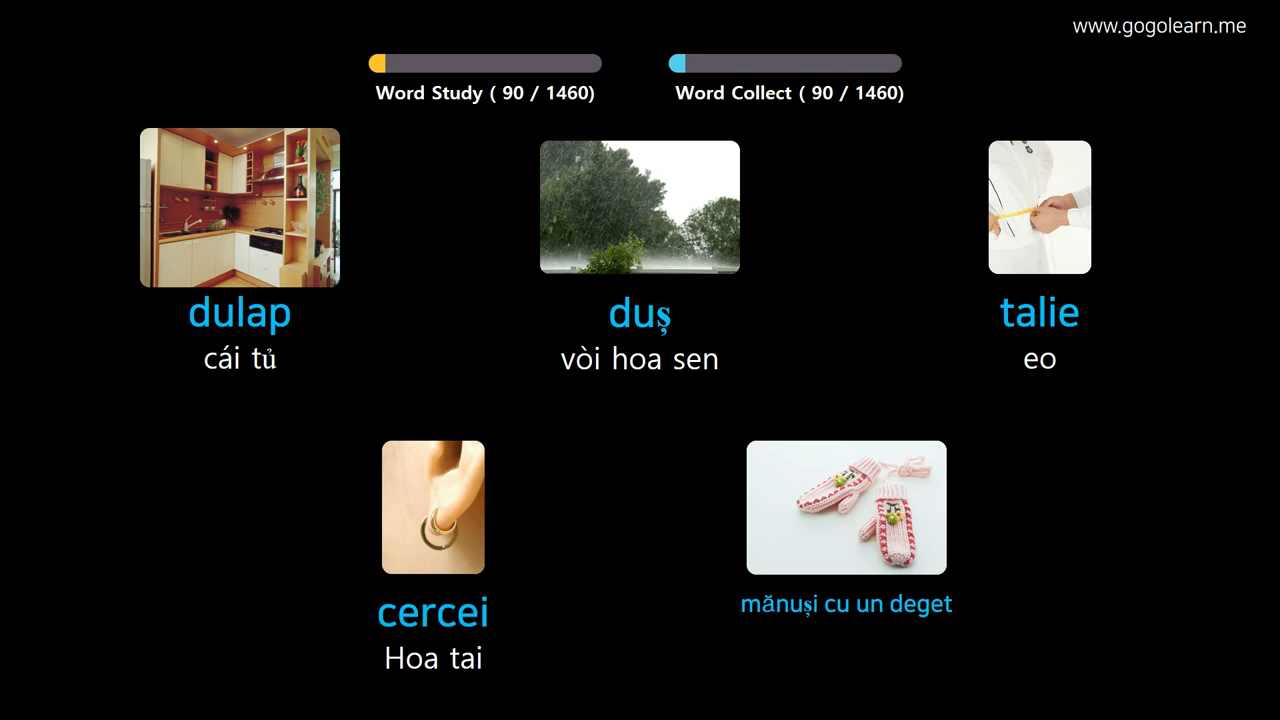 www.gogolearn.me
Word Study ( 90 / 1460)
Word Collect ( 90 / 1460)
dulap
cái tủ
duș
vòi hoa sen
talie
eo
cercei
Hoa tai
mănuși cu un deget